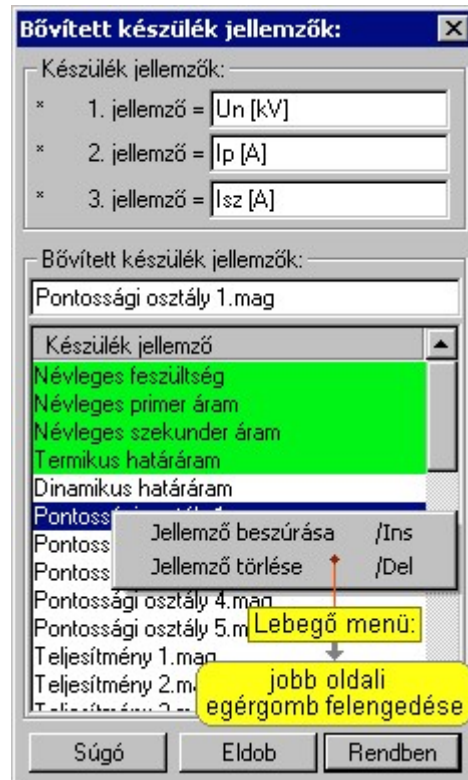 Bővített készülék jellemzők:
Készülék jellemzők:
* 1. jellemző = Un [kV]
* 2. jellemző = Ip [A]
* 3. jellemző = Isz [A]
Bővített készülék jellemzők:
Pontossági osztály 1.mag
Készülék jellemző
Névleges feszültség
Névleges primer áram
Névleges szekunder áram
Termikus határáram
Dinamikus határáram
Jellemző beszúrása /Ins
Jellemző törlése /Del
Pontossági osztály 4.mag
Pontossági osztály 5.m
Lebegő menü:
Teljesítmény 1.mag
Teljesítmény 2.m
jobb oldali
egérgomb felengedése
Súgó Eldob Rendben